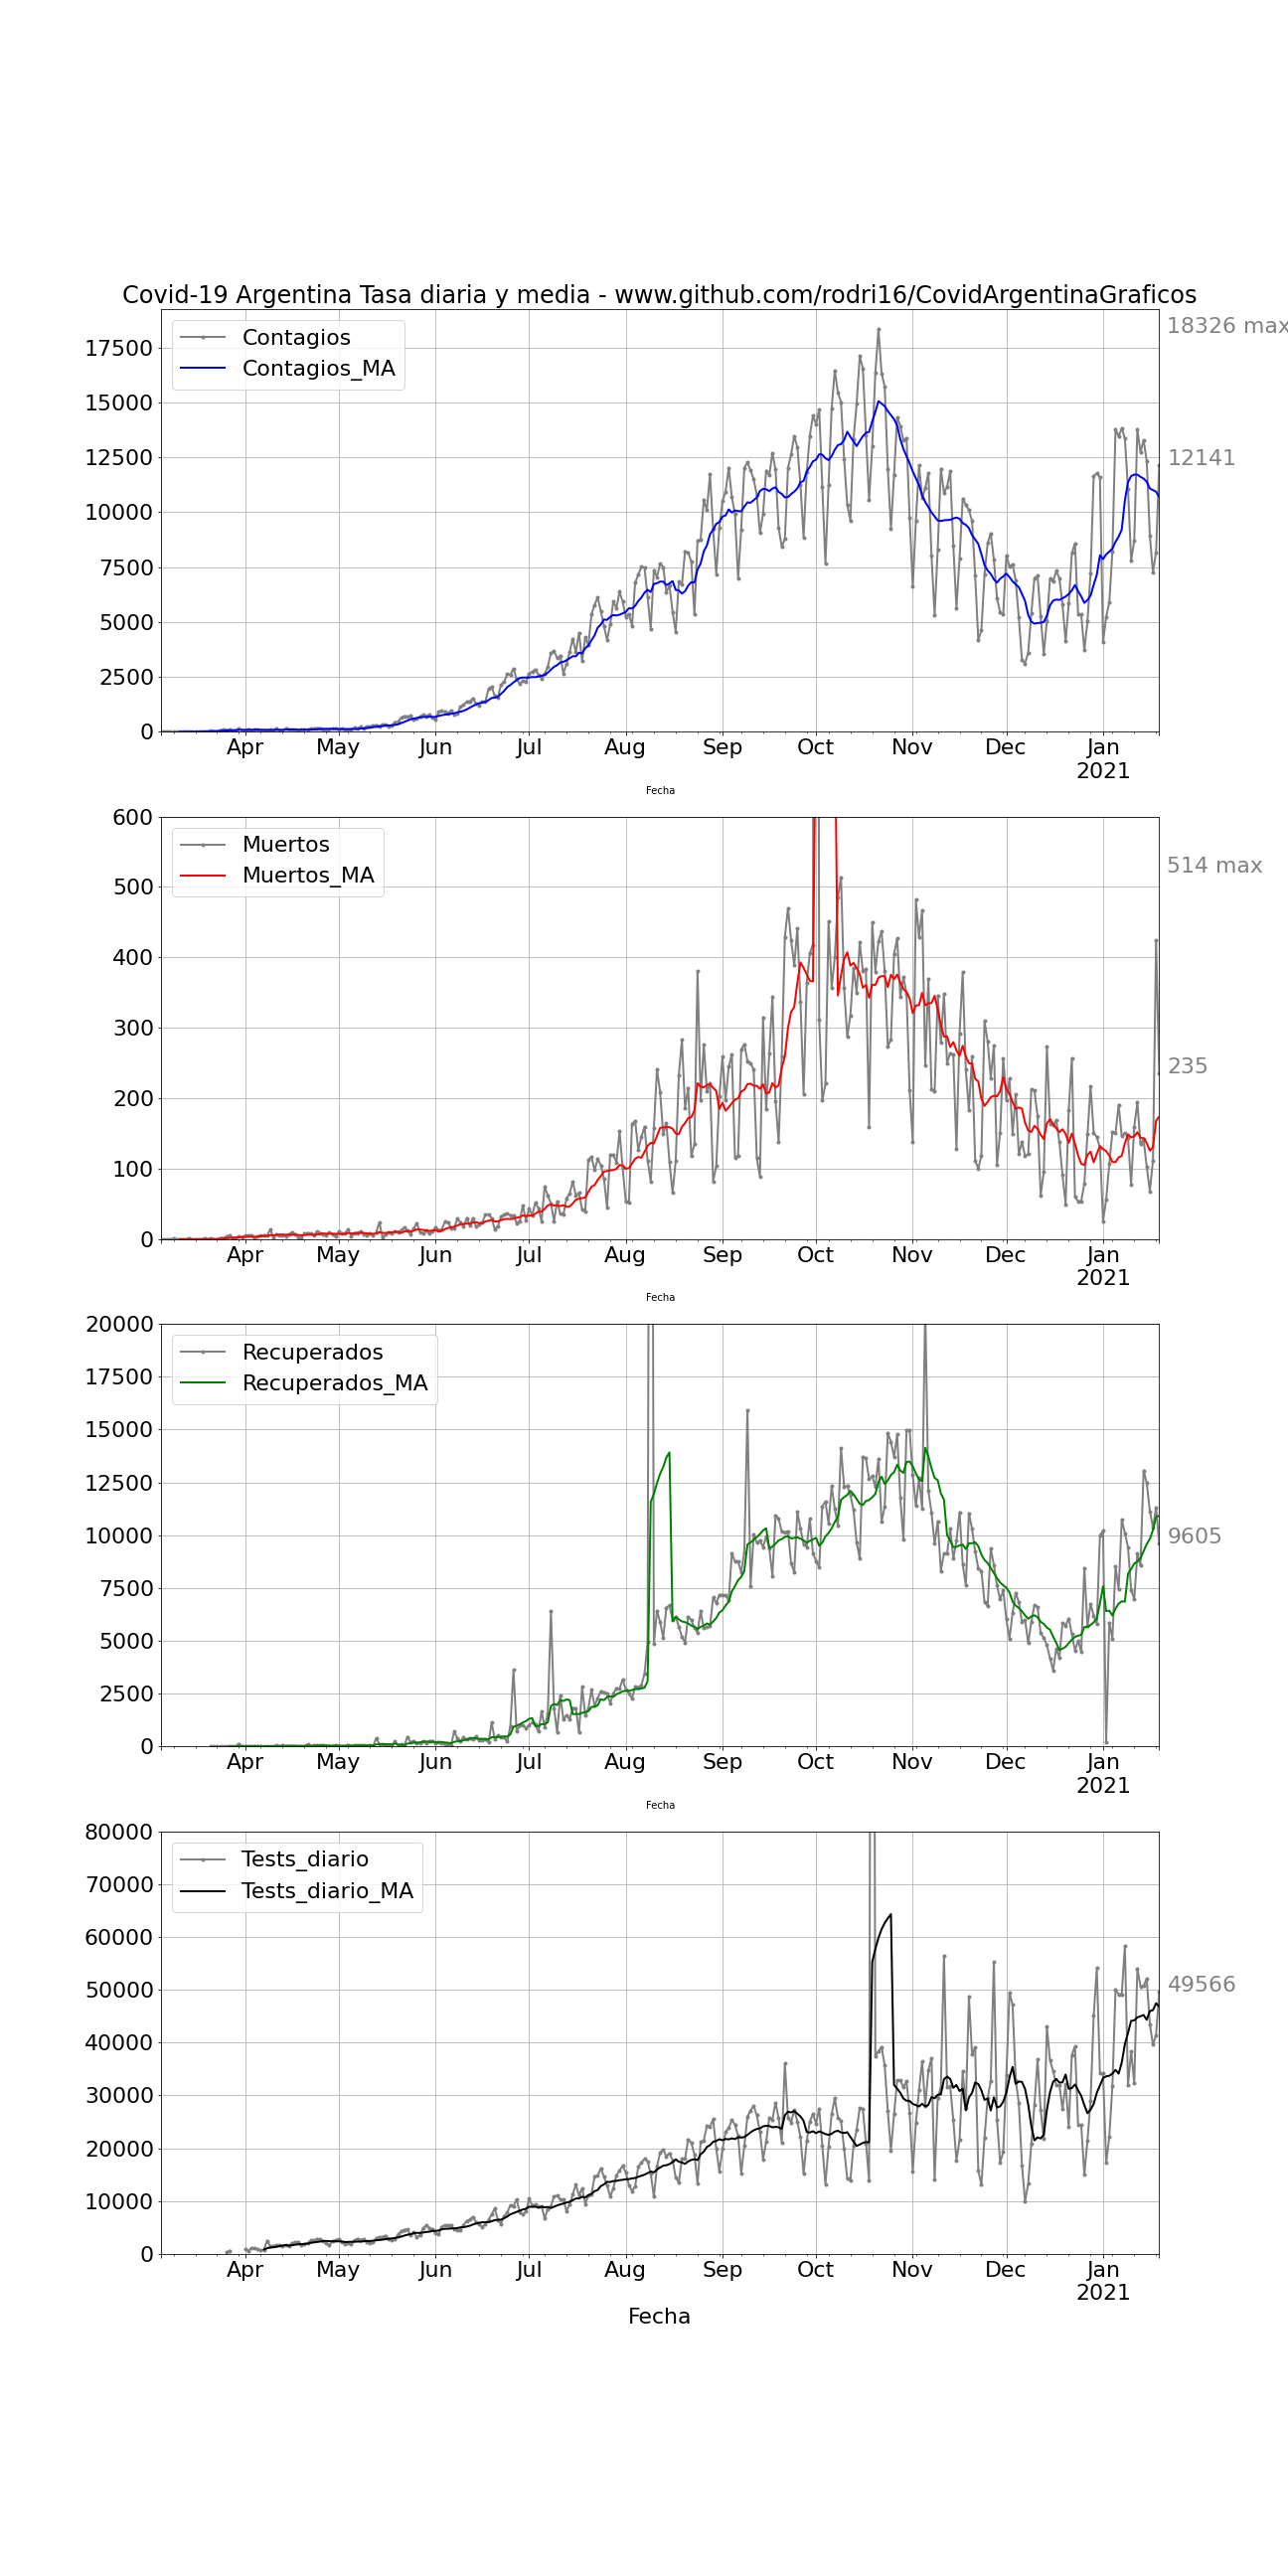 Covid-19 Argentina Tasa diaria y media - www.github.com/rodri16/CovidArgentinaGraficos
18326 max
Contagios
Contagios_MA
17500
15000
12500
12141
10000
7500
5000
2500
0
Apr May Jun Jul Aug Sep Oct Nov Dec Jan
2021
Fecha
600
Muertos
Muertos_MA
514 max
500
400
300
235
200
100
0
Apr May Jun Jul Aug Sep Oct Nov Dec Jan
2021
Fecha
20000
Recuperados
Recuperados_MA
17500
15000
12500
10000
9605
7500
5000
2500
0
Apr May Jun Jul Aug Sep Oct Nov Dec Jan
2021
Fecha
80000
Tests_diario
Tests_diario_MA
70000
60000
50000
49566
40000
30000
20000
10000
0
Apr May Jun Jul Aug Sep Oct Nov Dec Jan
2021
Fecha